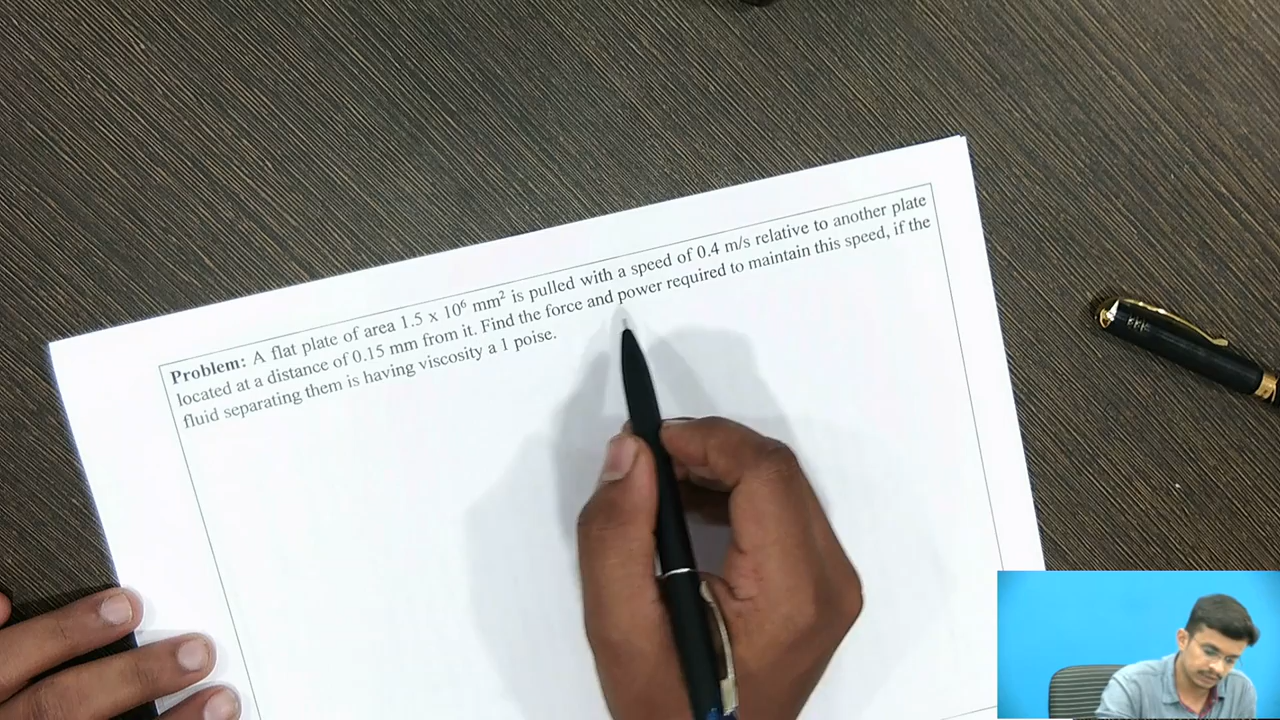 Problem: A flat plate of area 1.5 x 10⁶ mm² is pulled with a speed of 0.4 m/s relative to another plate
located at a distance of 0.15 mm from it. Find the force and power required to maintain this speed, if the
fluid separating them is having viscosity a 1 poise.